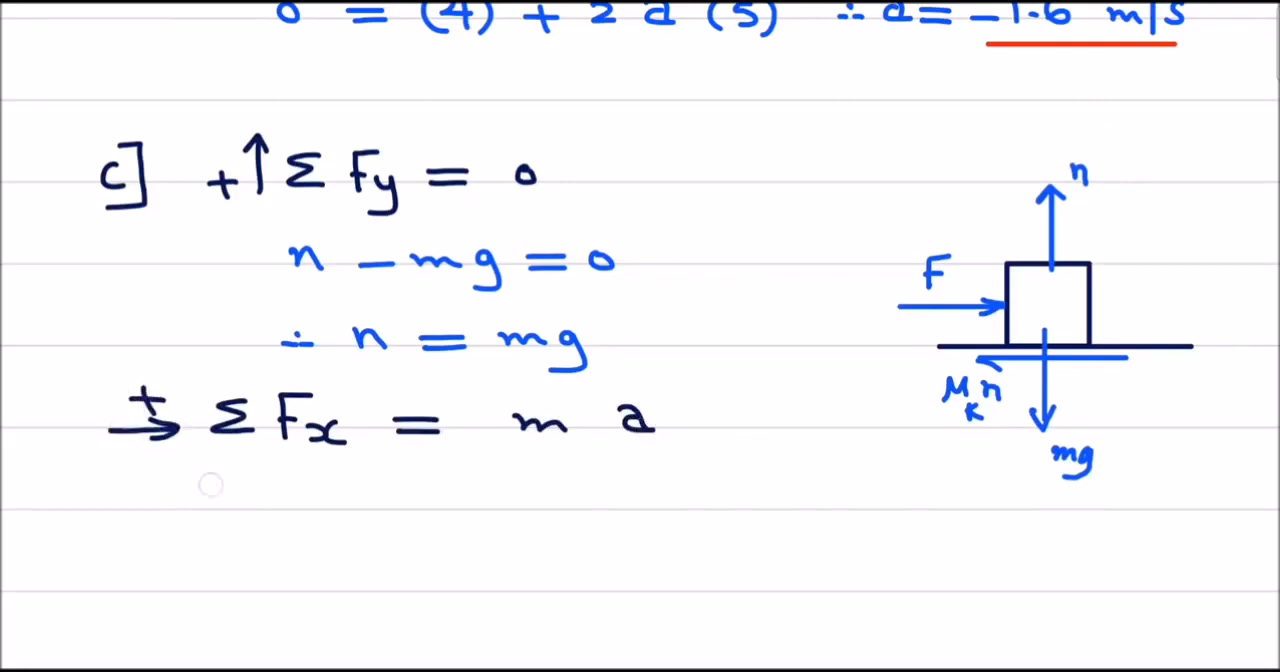 0 = (4) + 2 a (5) ∴ a = -1.6 m/s
c] +↑ Σ Fy = 0
n - mg = 0
∴ n = mg
+→ Σ Fx = m a
n
F
μk n
mg